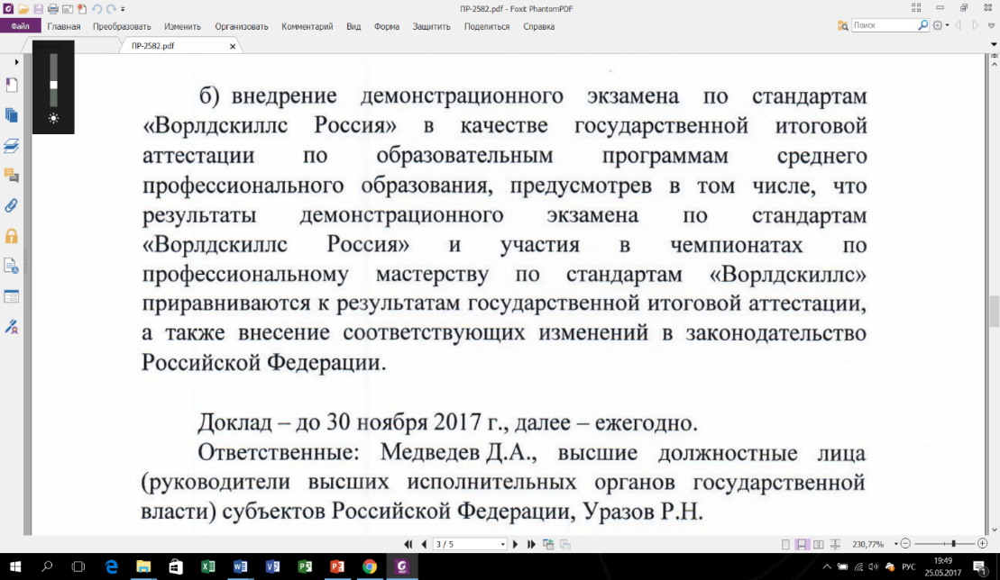 ПР-2582.pdf - Foxit PhantomPDF
Файл Главная Преобразовать Изменить Организовать Комментарий Вид Форма Защитить Поделиться Справка Поиск
ПР-2582.pdf
б) внедрение демонстрационного экзамена по стандартам
«Ворлдскиллс Россия» в качестве государственной итоговой
аттестации по образовательным программам среднего
профессионального образования, предусмотрев в том числе, что
результаты демонстрационного экзамена по стандартам
«Ворлдскиллс Россия» и участия в чемпионатах по
профессиональному мастерству по стандартам «Ворлдскиллс»
приравниваются к результатам государственной итоговой аттестации,
а также внесение соответствующих изменений в законодательство
Российской Федерации.
Доклад – до 30 ноября 2017 г., далее – ежегодно.
Ответственные: Медведев Д.А., высшие должностные лица
(руководители высших исполнительных органов государственной
власти) субъектов Российской Федерации, Уразов Р.Н.
3 / 5 230,77%
РУС 19:49
25.05.2017